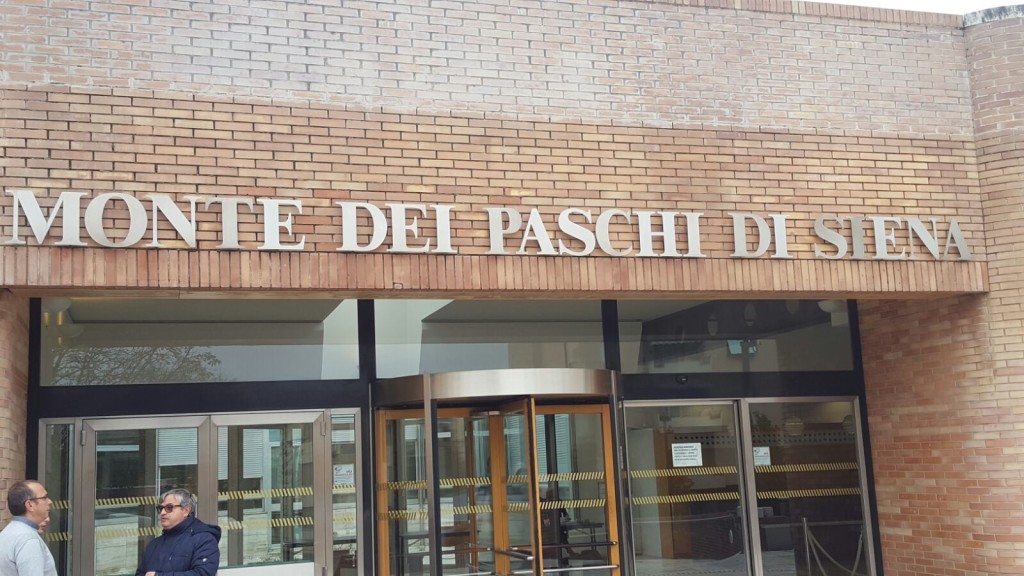 MONTE DEI PASCHI DI SIENA